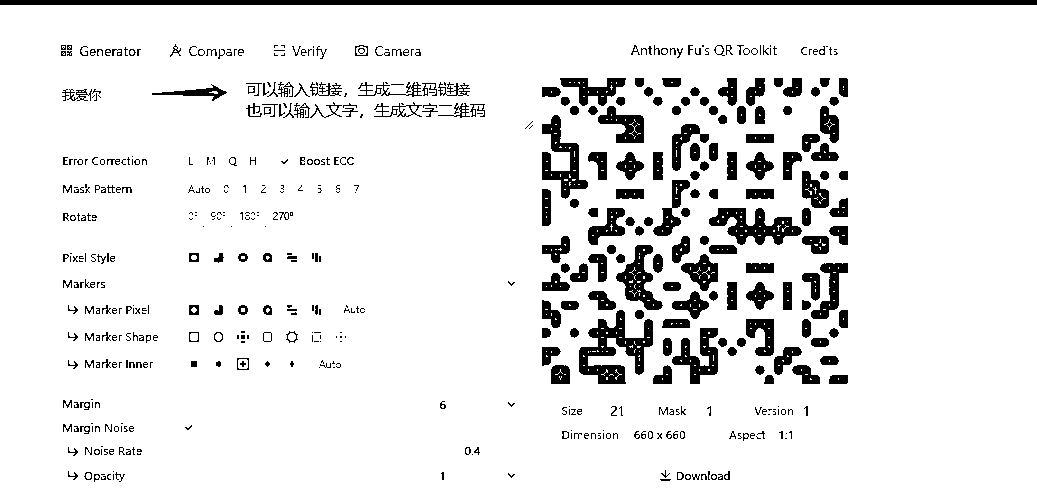 Generator Compare Verify Camera Anthony Fu's QR Toolkit Credits
我爱你
可以输入链接，生成二维码链接
也可以输入文字，生成文字二维码
Error Correction L M Q H Boost ECC
Mask Pattern Auto 0 1 2 3 4 5 6 7
Rotate 0° 90° 180° 270°
Pixel Style
Markers
Marker Pixel Auto
Marker Shape
Marker Inner Auto
Margin 6
Margin Noise
Noise Rate 0.4
Opacity 1
Size 21 Mask 1 Version 1
Dimension 660 x 660 Aspect 1:1
Download